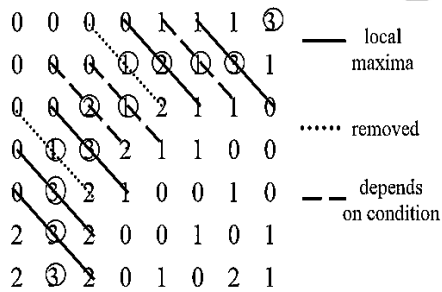 0 0 0 0 1 1 1 3
0 0 0 1 2 1 3 1
0 0 2 1 2 1 1 0
0 1 3 2 1 1 0 0
0 3 2 1 0 0 1 0
2 3 2 0 0 1 0 1
2 3 2 0 1 0 2 1
local
maxima
removed
depends
on condition